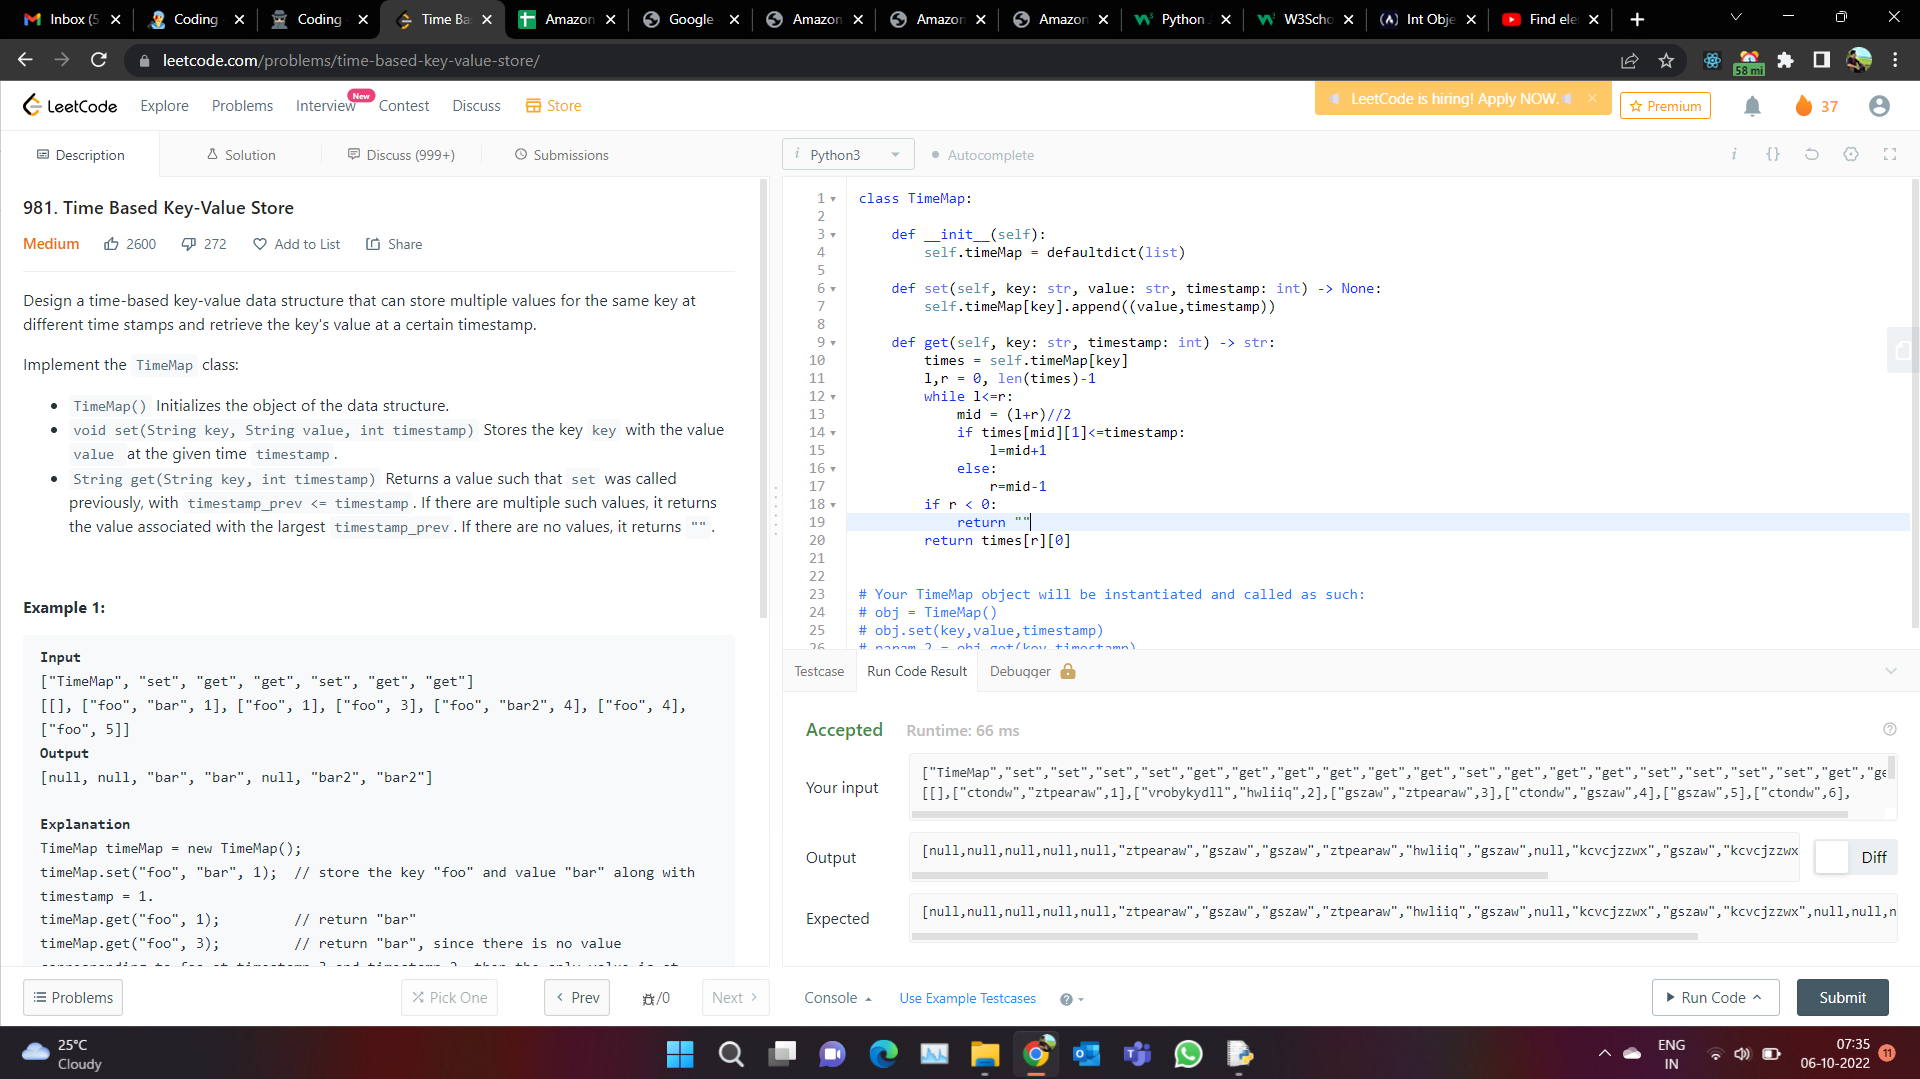 Inbox (5
Coding
Coding
Time Ba
Amazon
Google
Amazon
Amazon
Amazon
Python
W3Scho
Int Obje
Find ele
leetcode.com/problems/time-based-key-value-store/
58 mi
LeetCode
Explore
Problems
Interview
New
Contest
Discuss
Store
LeetCode is hiring! Apply NOW.
Premium
37
Description
Solution
Discuss (999+)
Submissions
i Python3
Autocomplete
981. Time Based Key-Value Store
Medium
2600
272
Add to List
Share
Design a time-based key-value data structure that can store multiple values for the same key at
different time stamps and retrieve the key's value at a certain timestamp.
Implement the TimeMap class:
TimeMap() Initializes the object of the data structure.
void set(String key, String value, int timestamp) Stores the key key with the value
value at the given time timestamp.
String get(String key, int timestamp) Returns a value such that set was called
previously, with timestamp_prev <= timestamp. If there are multiple such values, it returns
the value associated with the largest timestamp_prev. If there are no values, it returns "".
Example 1:
Input
["TimeMap", "set", "get", "get", "set", "get", "get"]
[[], ["foo", "bar", 1], ["foo", 1], ["foo", 3], ["foo", "bar2", 4], ["foo", 4],
["foo", 5]]
Output
[null, null, "bar", "bar", null, "bar2", "bar2"]
Explanation
TimeMap timeMap = new TimeMap();
timeMap.set("foo", "bar", 1);  // store the key "foo" and value "bar" along with
timestamp = 1.
timeMap.get("foo", 1);         // return "bar"
timeMap.get("foo", 3);         // return "bar", since there is no value
1 class TimeMap:
2
3     def __init__(self):
4         self.timeMap = defaultdict(list)
5
6     def set(self, key: str, value: str, timestamp: int) -> None:
7         self.timeMap[key].append((value,timestamp))
8
9     def get(self, key: str, timestamp: int) -> str:
10         times = self.timeMap[key]
11         l,r = 0, len(times)-1
12         while l<=r:
13             mid = (l+r)//2
14             if times[mid][1]<=timestamp:
15                 l=mid+1
16             else:
17                 r=mid-1
18         if r < 0:
19             return ""
20         return times[r][0]
21
22
23 # Your TimeMap object will be instantiated and called as such:
24 # obj = TimeMap()
25 # obj.set(key,value,timestamp)
26 # param_2 = obj.get(key,timestamp)
Testcase
Run Code Result
Debugger
Accepted
Runtime: 66 ms
Your input
["TimeMap","set","set","set","set","get","get","get","get","get","get","set","get","get","get","set","set","set","set","get","ge
[[],["ctondw","ztpearaw",1],["vrobykydll","hwliiq",2],["gszaw","ztpearaw",3],["ctondw","gszaw",4],["gszaw",5],["ctondw",6],
Output
[null,null,null,null,null,"ztpearaw","gszaw","gszaw","ztpearaw","hwliiq","gszaw",null,"kcvcjzzwx","gszaw","kcvcjzzwx
Diff
Expected
[null,null,null,null,null,"ztpearaw","gszaw","gszaw","ztpearaw","hwliiq","gszaw",null,"kcvcjzzwx","gszaw","kcvcjzzwx",null,null,n
Problems
Pick One
Prev
/0
Next
Console
Use Example Testcases
Run Code
Submit
25°C
Cloudy
ENG
IN
07:35
06-10-2022
11